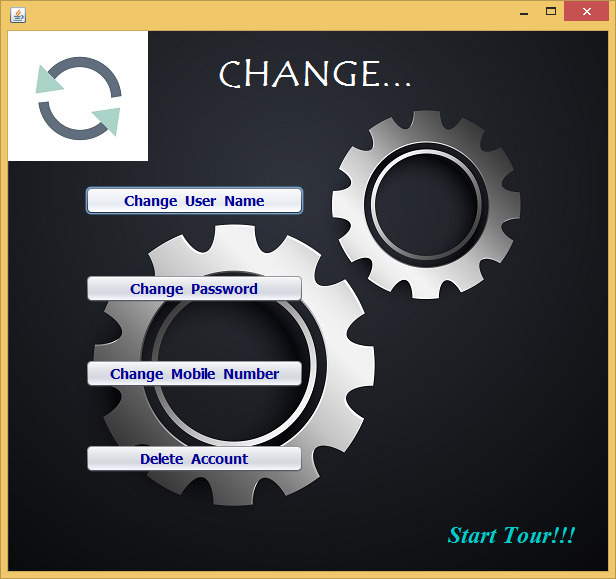 CHANGE...
Change User Name
Change Password
Change Mobile Number
Delete Account
Start Tour!!!